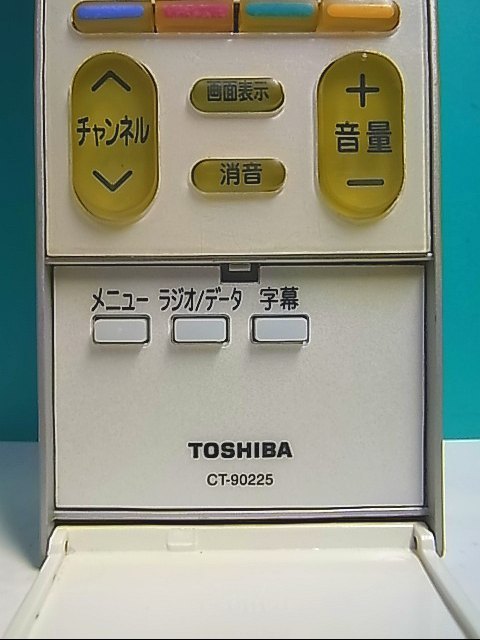 画面表示
チャンネル
音量
消音
メニュー ラジオ/データ 字幕
TOSHIBA
CT-90225